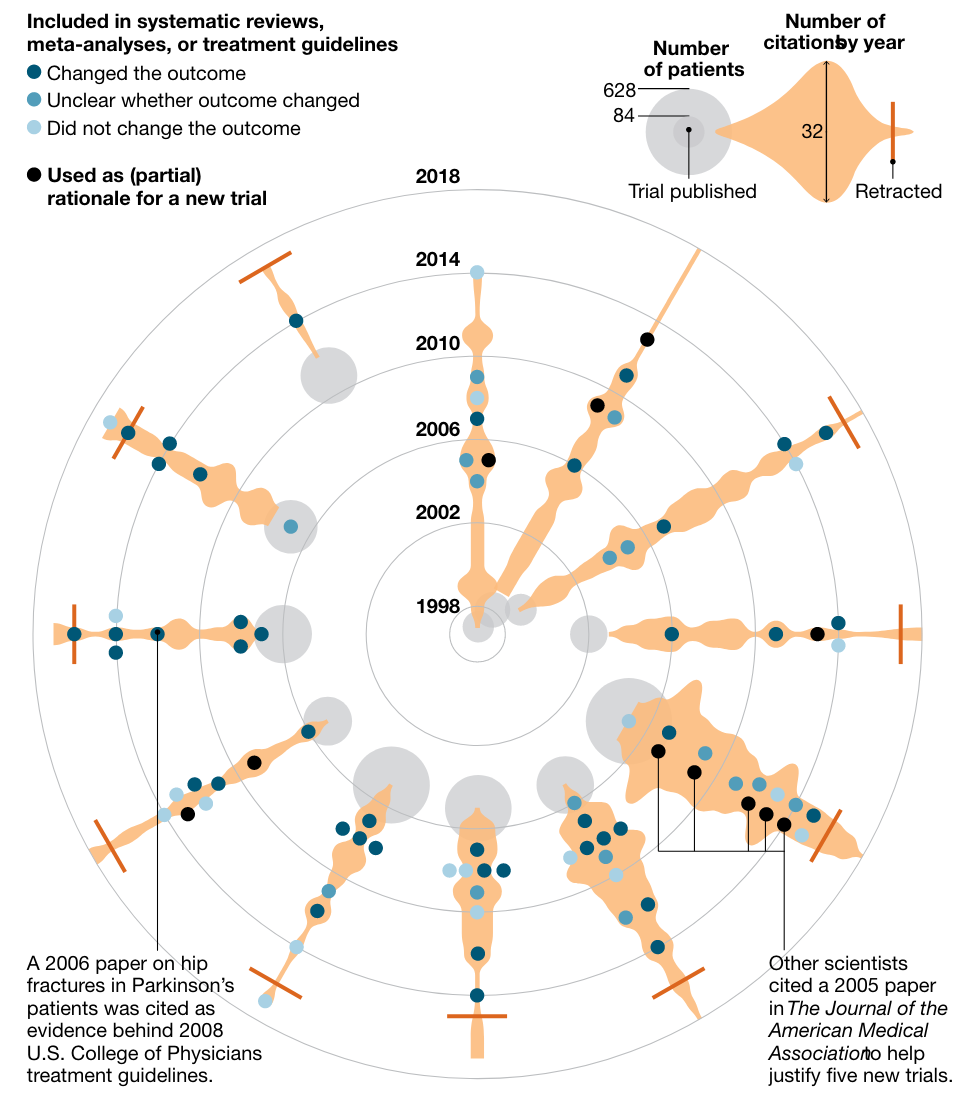 Included in systematic reviews,
meta-analyses, or treatment guidelines
Changed the outcome
Unclear whether outcome changed
Did not change the outcome
Used as (partial)
rationale for a new trial
Number
of patients
628
84
Trial published
Number of
citations by year
32
Retracted
2018
2014
2010
2006
2002
1998
A 2006 paper on hip
fractures in Parkinson's
patients was cited as
evidence behind 2008
U.S. College of Physicians
treatment guidelines.
Other scientists
cited a 2005 paper
in The Journal of the
American Medical
Association to help
justify five new trials.